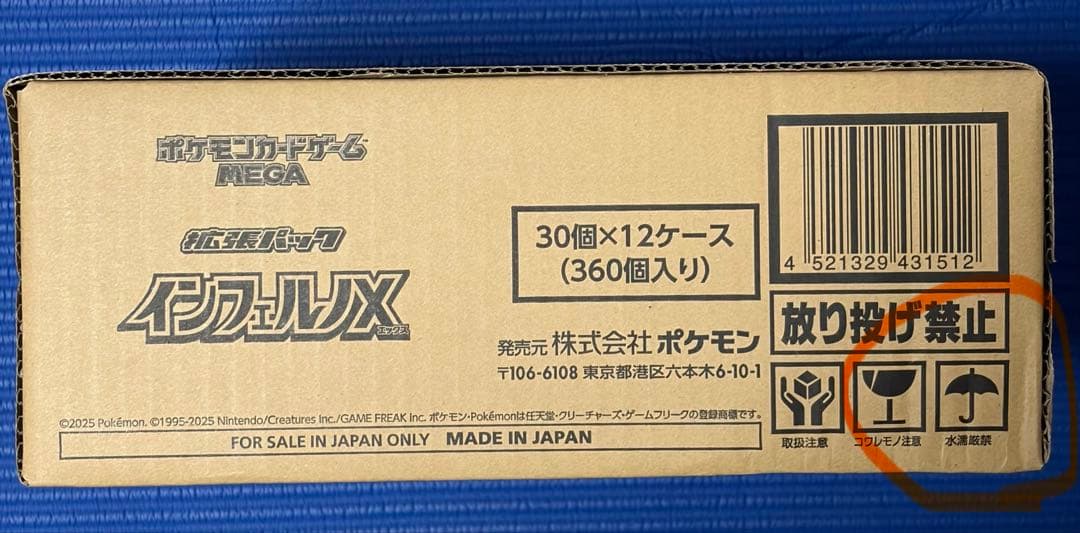 ポケモンカードゲーム
MEGA
拡張パック
インフェルノX
エックス
30個×12ケース
(360個入り)
発売元 株式会社 ポケモン
〒106-6108 東京都港区六本木6-10-1
©2025 Pokémon. ©1995-2025 Nintendo/Creatures Inc./GAME FREAK Inc. ポケモン・Pokémonは任天堂・クリーチャーズ・ゲームフリークの登録商標です。
FOR SALE IN JAPAN ONLY MADE IN JAPAN
4 521329 431512
放り投げ禁止
取扱注意 コワレモノ注意 水濡厳禁